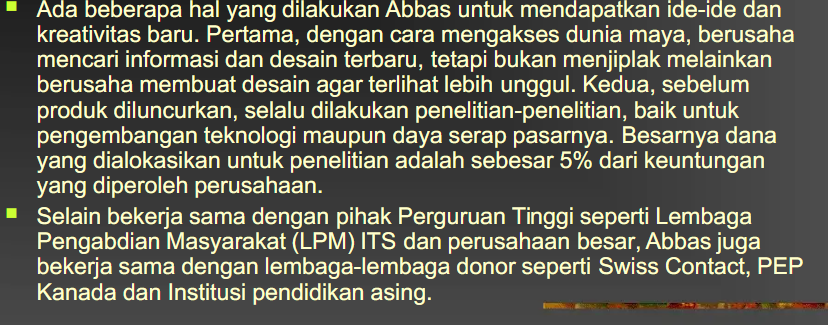 Ada beberapa hal yang dilakukan Abbas untuk mendapatkan ide-ide dan
kreativitas baru. Pertama, dengan cara mengakses dunia maya, berusaha
mencari informasi dan desain terbaru, tetapi bukan menjiplak melainkan
berusaha membuat desain agar terlihat lebih unggul. Kedua, sebelum
produk diluncurkan, selalu dilakukan penelitian-penelitian, baik untuk
pengembangan teknologi maupun daya serap pasarnya. Besarnya dana
yang dialokasikan untuk penelitian adalah sebesar 5% dari keuntungan
yang diperoleh perusahaan.
Selain bekerja sama dengan pihak Perguruan Tinggi seperti Lembaga
Pengabdian Masyarakat (LPM) ITS dan perusahaan besar, Abbas juga
bekerja sama dengan lembaga-lembaga donor seperti Swiss Contact, PEP
Kanada dan Institusi pendidikan asing.